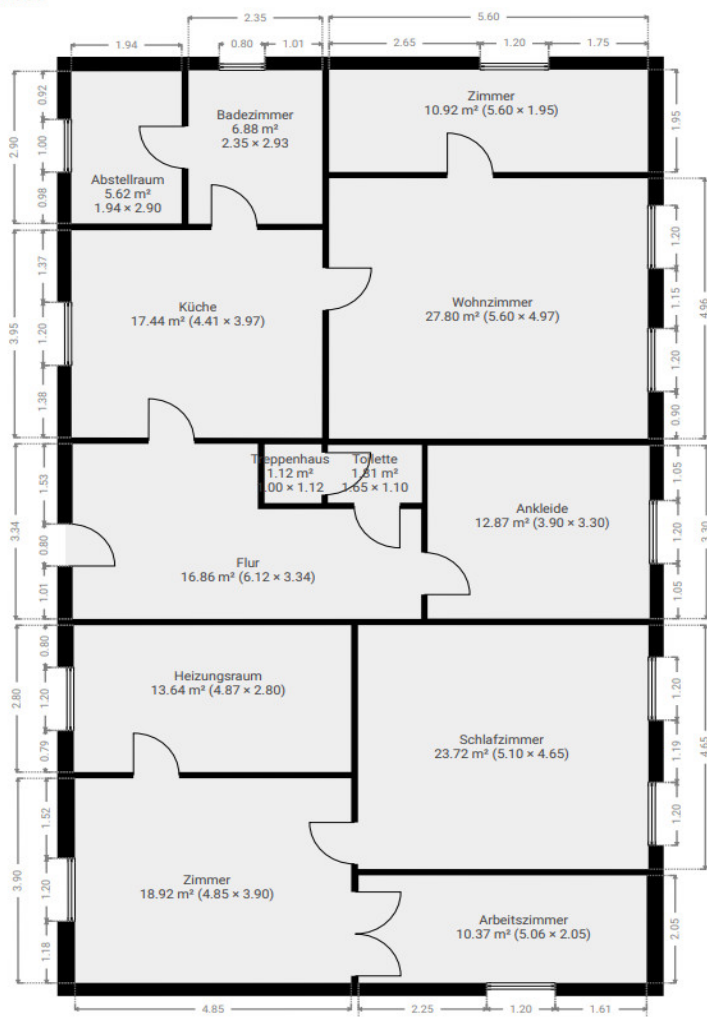 2.35
5.60
1.94
0.80
1.01
2.65
1.20
1.75
Badezimmer
6.88 m²
2.35 × 2.93
Zimmer
10.92 m² (5.60 × 1.95)
0.92
1.00
0.98
2.90
1.95
Abstellraum
5.62 m²
1.94 × 2.90
Küche
17.44 m² (4.41 × 3.97)
Wohnzimmer
27.80 m² (5.60 × 4.97)
1.37
1.20
1.38
3.95
1.20
1.15
1.20
0.90
4.96
Treppenhaus
1.12 m²
1.00 × 1.12
Toilette
1.81 m²
1.65 × 1.10
Ankleide
12.87 m² (3.90 × 3.30)
Flur
16.86 m² (6.12 × 3.34)
1.53
0.80
1.01
3.34
1.05
1.20
1.05
3.30
Heizungsraum
13.64 m² (4.87 × 2.80)
Schlafzimmer
23.72 m² (5.10 × 4.65)
0.80
1.20
0.79
2.80
1.20
1.19
1.20
4.65
Zimmer
18.92 m² (4.85 × 3.90)
Arbeitszimmer
10.37 m² (5.06 × 2.05)
1.52
1.20
1.18
3.90
2.05
4.85
2.25
1.20
1.61